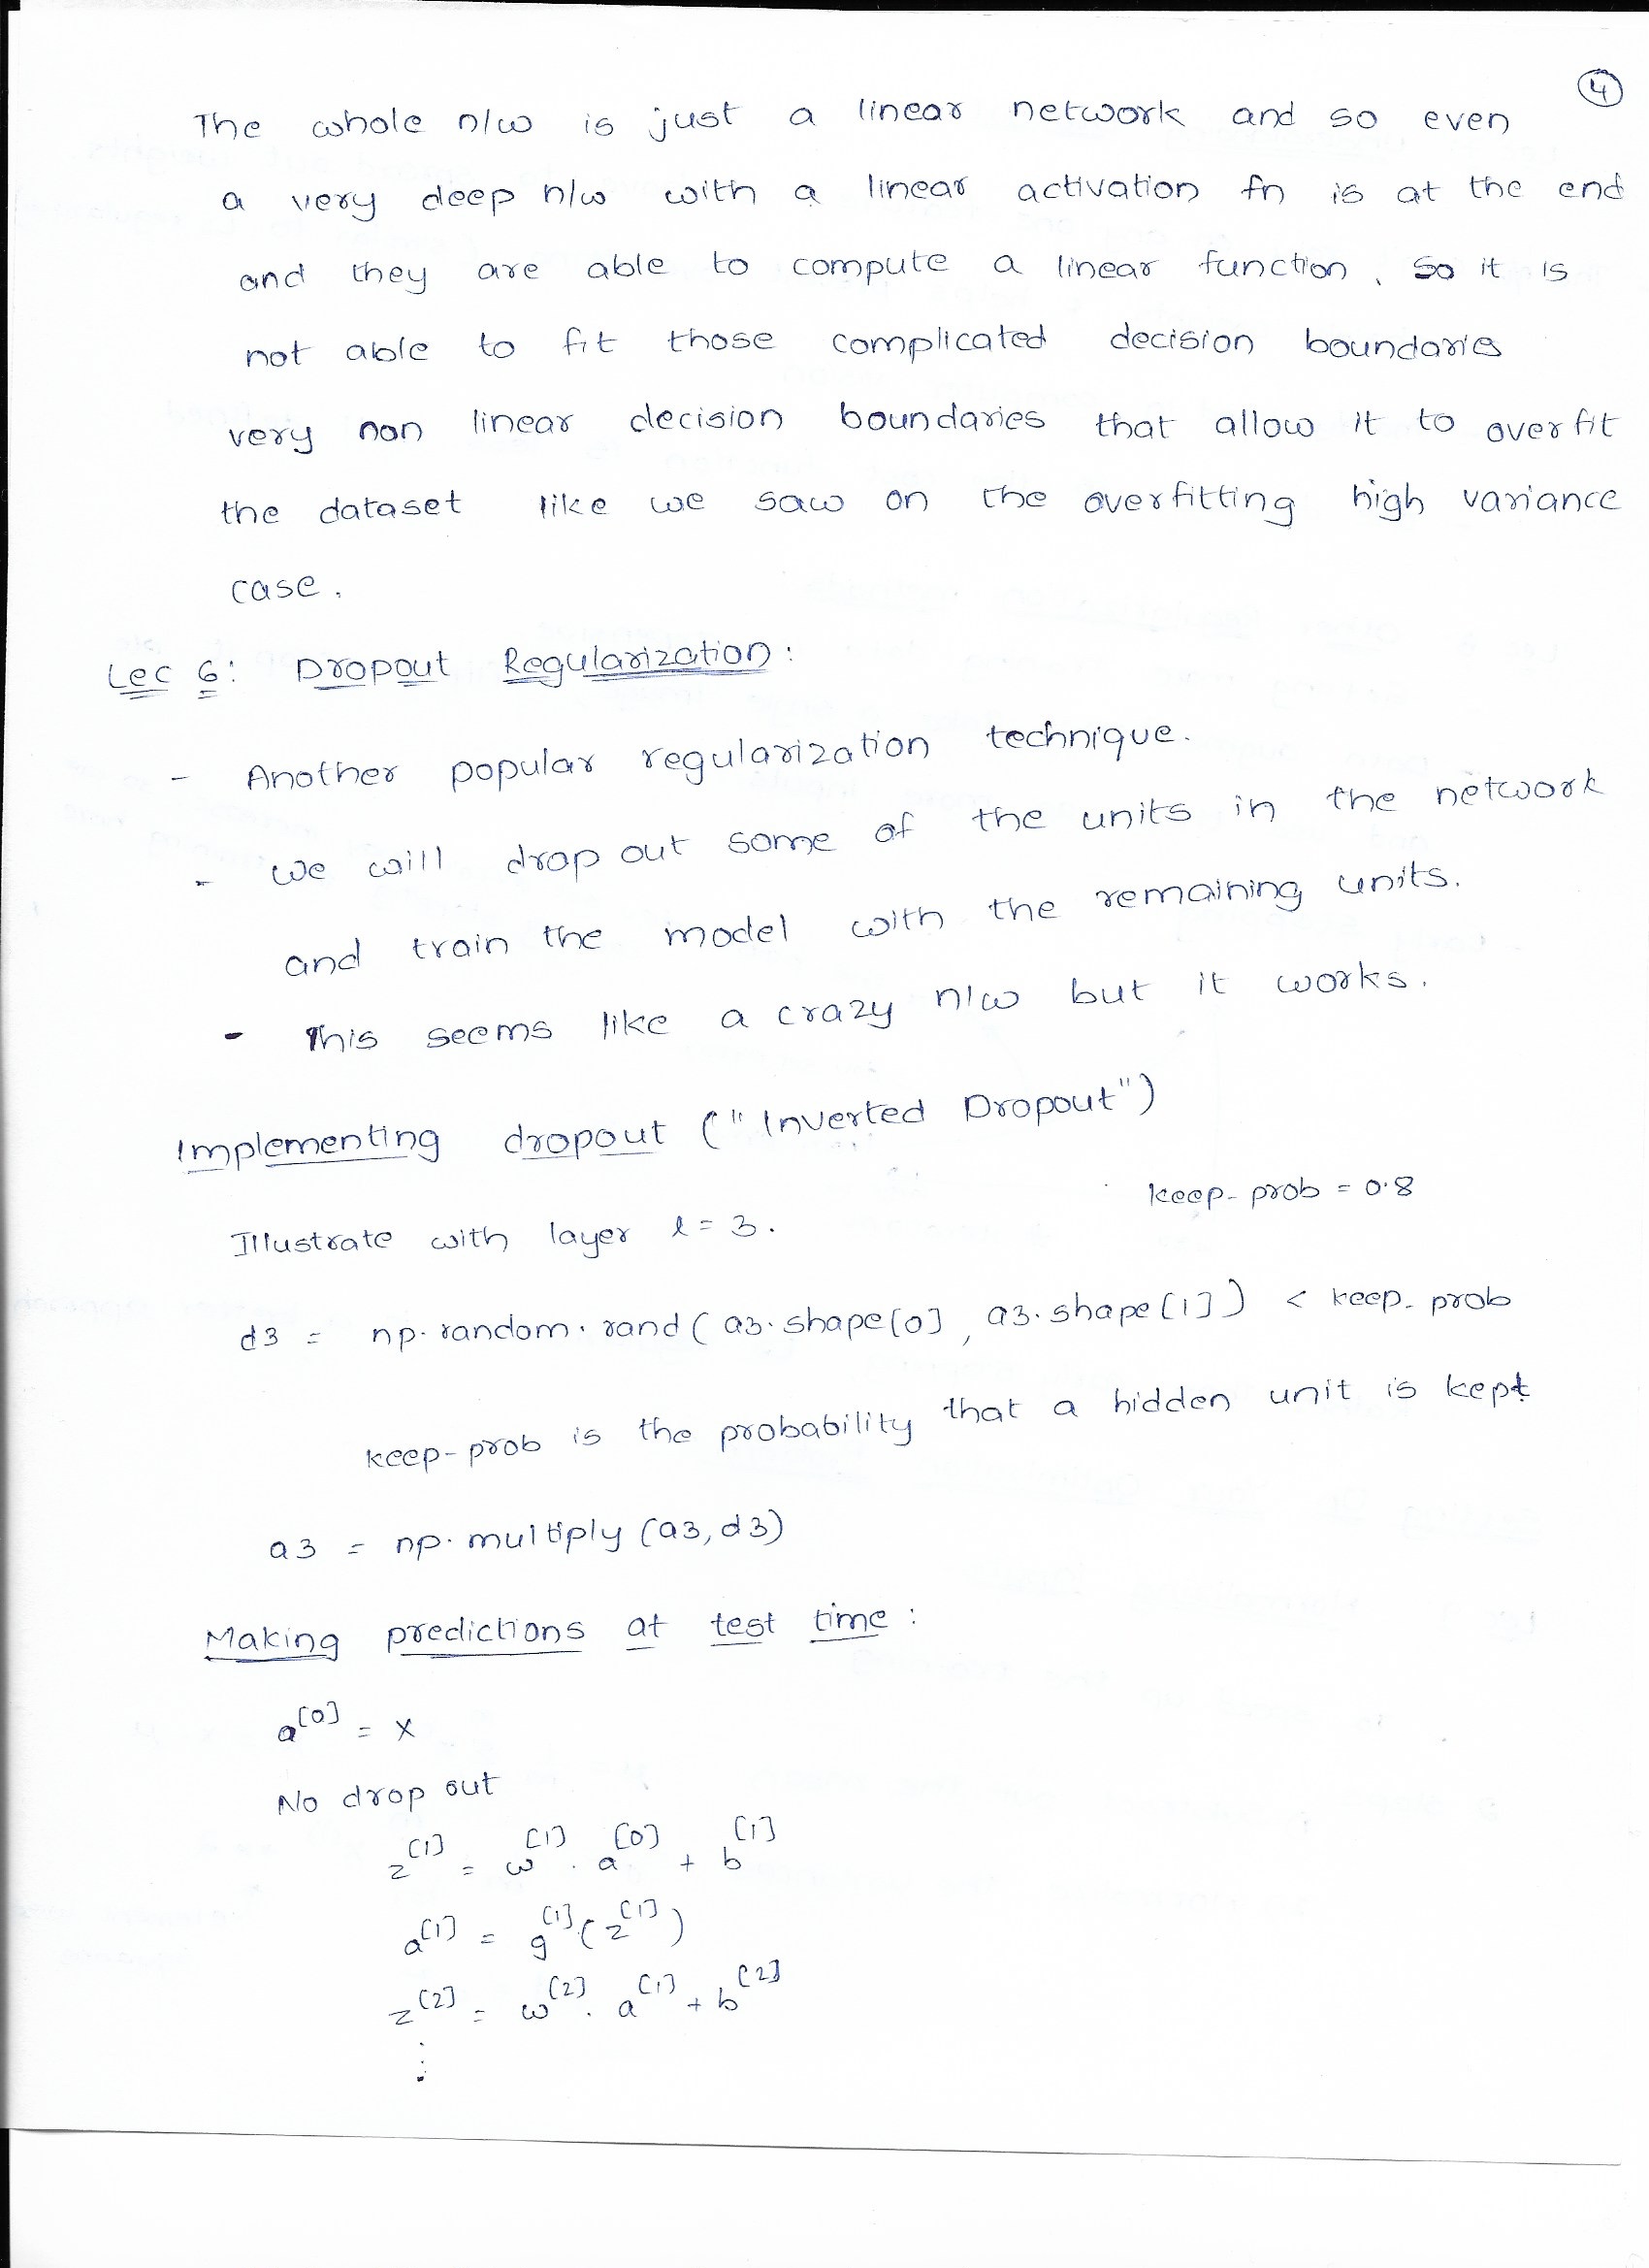 4
The whole n/w is just a linear network and so even
a very deep n/w with a linear activation fn is at the end
and they are able to compute a linear function, so it is
not able to fit those complicated decision boundaries
very non linear decision boundaries that allow it to overfit
the dataset like we saw on the overfitting high variance
case.
Lec 6: Dropout Regularization:
- Another popular regularization technique.
- We will drop out some of the units in the network
and train the model with the remaining units.
- This seems like a crazy n/w but it works.
Implementing dropout ("Inverted Dropout")
keep-prob = 0.8
Illustrate with layer l = 3.
d3 = np.random.rand(a3.shape[0], a3.shape[1]) < keep-prob
keep-prob is the probability that a hidden unit is kept
a3 = np.multiply(a3, d3)
Making predictions at test time:
a^[0] = x
No drop out
z^[1] = w^[1] . a^[0] + b^[1]
a^[1] = g^[1](z^[1])
z^[2] = w^[2] . a^[1] + b^[2]
⋮